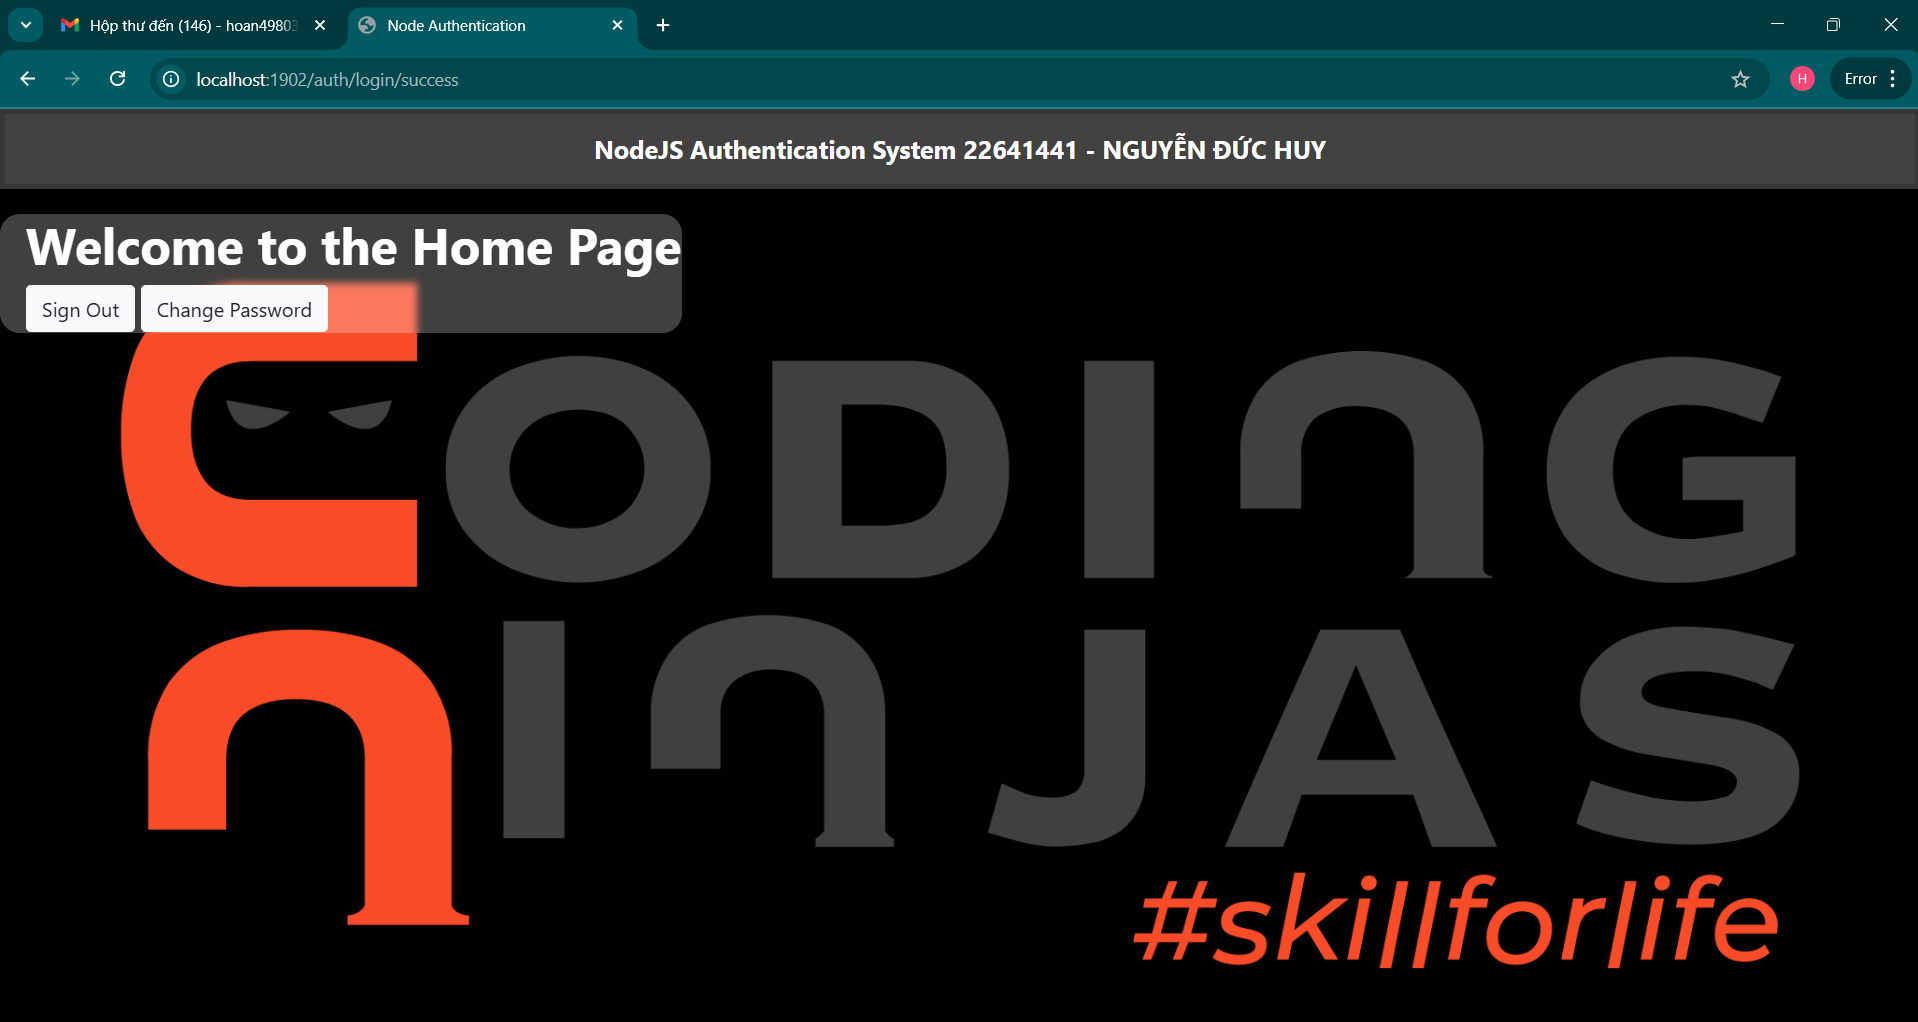 Hộp thư đến (146) - hoan49803
Node Authentication
localhost:1902/auth/login/success
H
Error
NodeJS Authentication System 22641441 - NGUYỄN ĐỨC HUY
Welcome to the Home Page
Sign Out
Change Password
CODING
NINJAS
#skillforlife